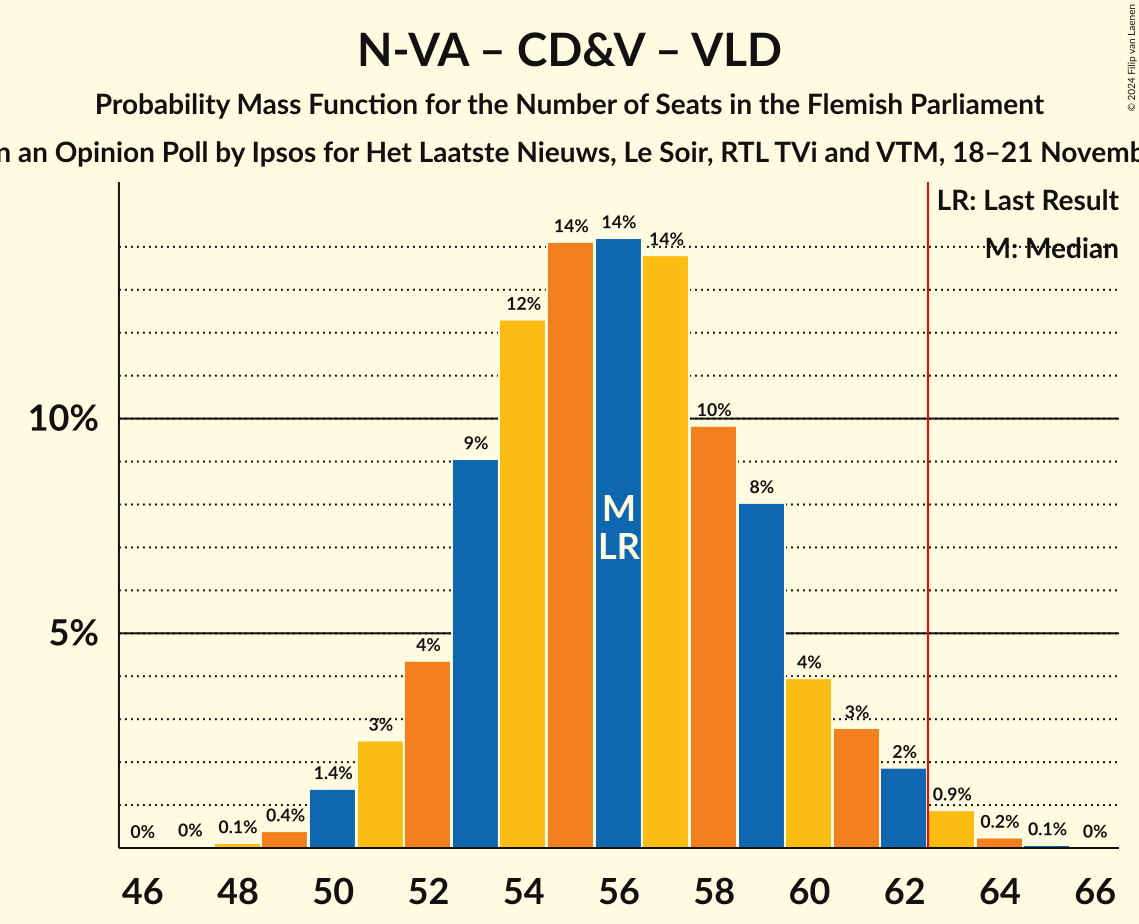 N-VA – CD&V – VLD
Probability Mass Function for the Number of Seats in the Flemish Parliament
an Opinion Poll by Ipsos for Het Laatste Nieuws, Le Soir, RTL TVi and VTM, 18–21
© 2024 Filip van Laenen
LR: Last Result
M: Median
14% 14% 14%
12%
10%
10%
9%
8%
M
LR
5%
4%
4%
3%
3%
2%
1.4%
0.9%
0.4%
0.2%
0% 0% 0.1%
0.1% 0%
46 48 50 52 54 56 58 60 62 64 66